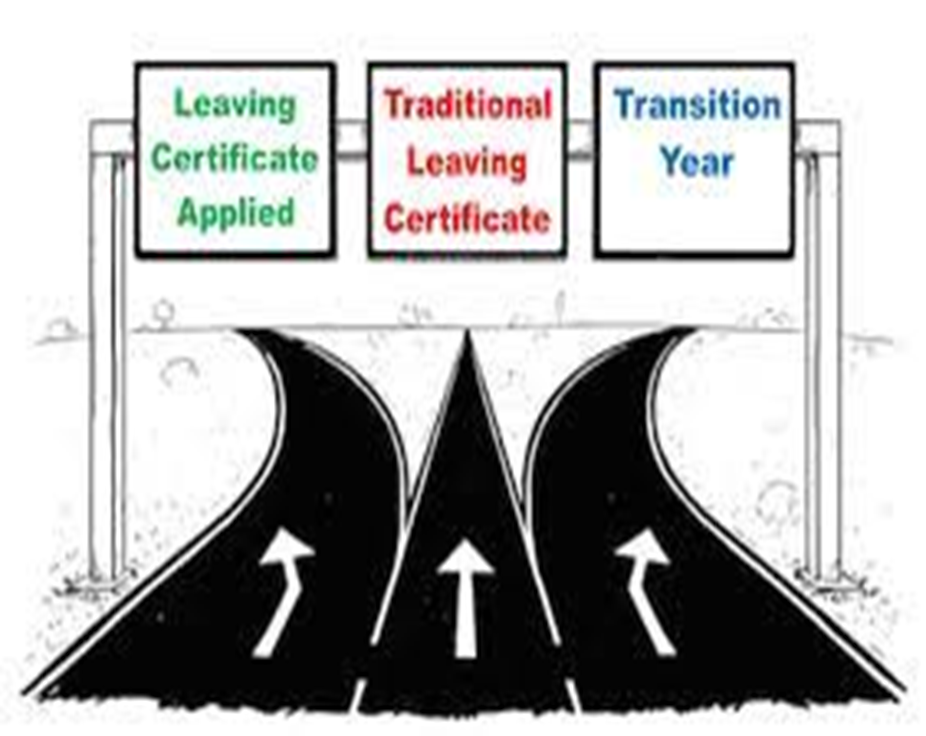 Leaving
Certificate
Applied
Traditional
Leaving
Certificate
Transition
Year